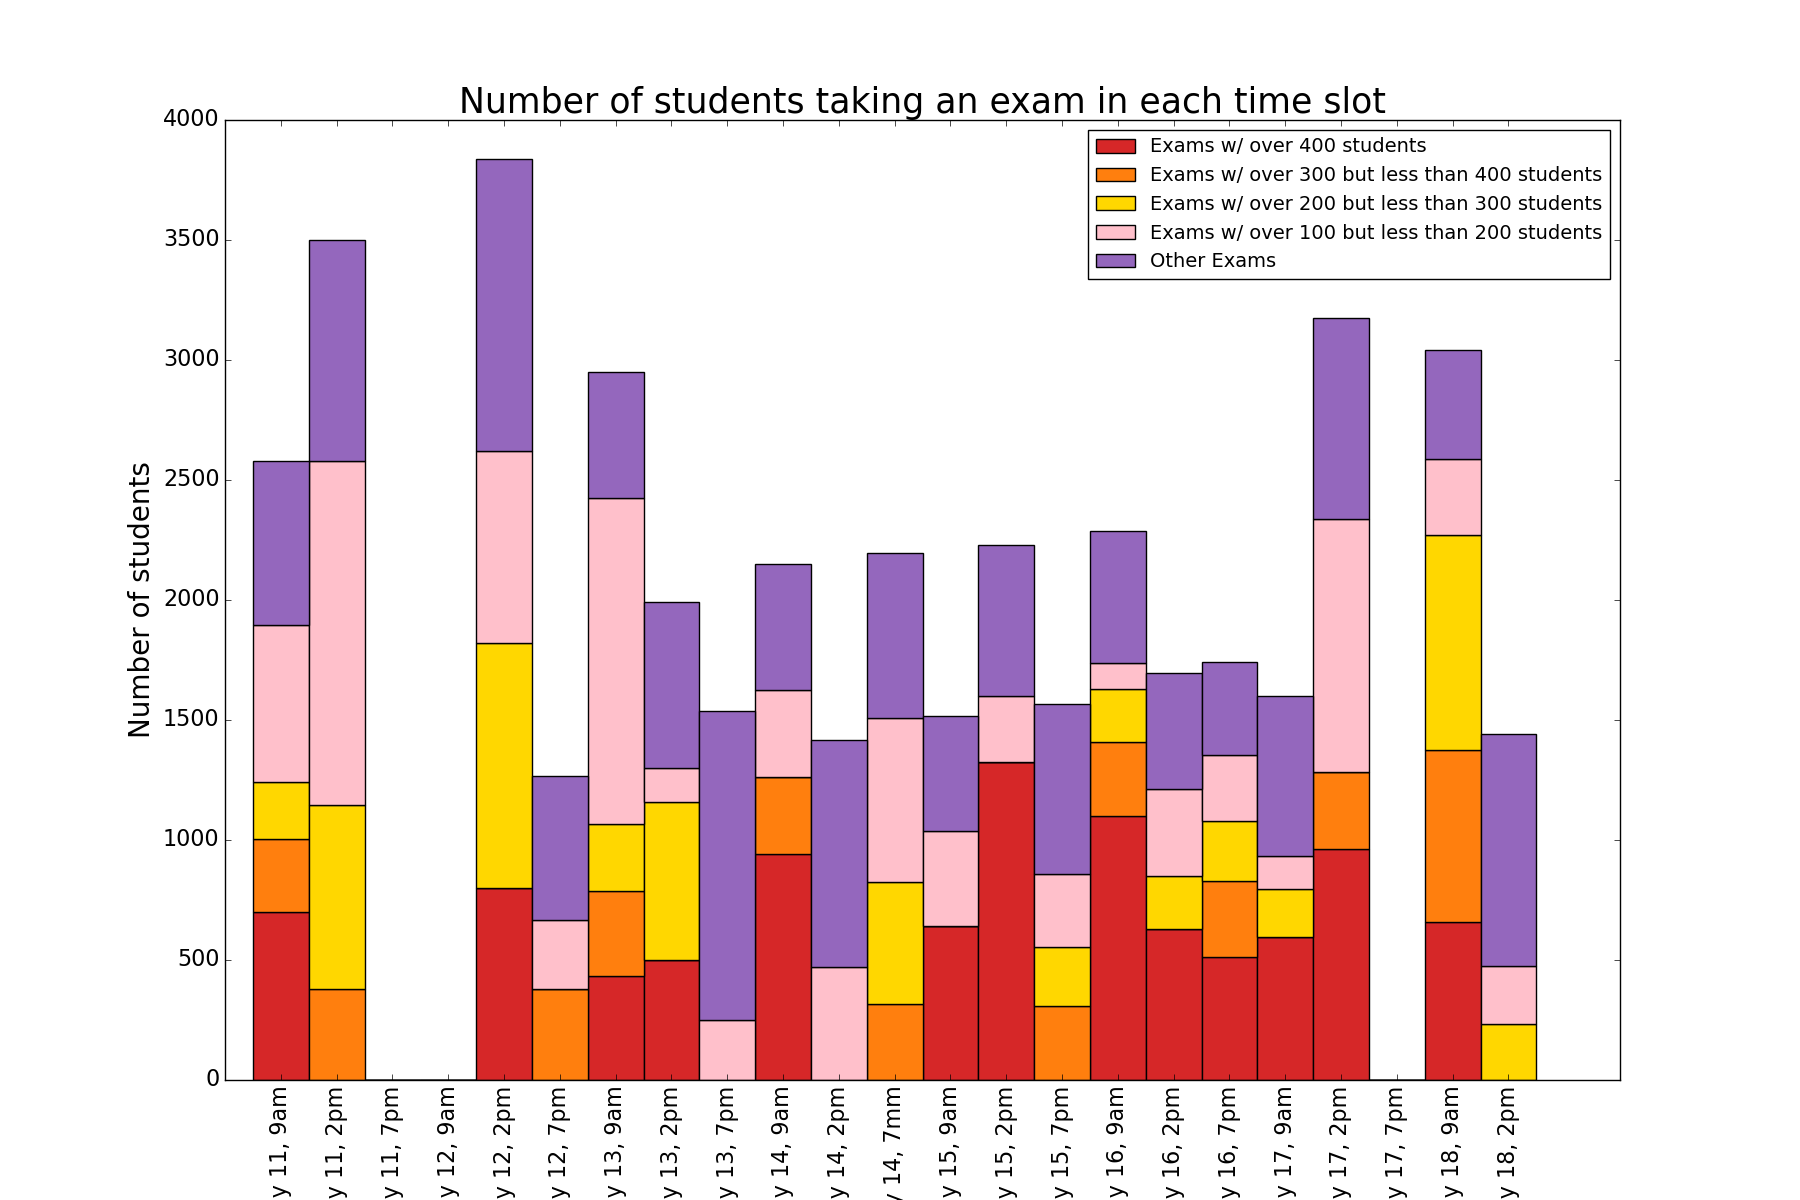 Number of students taking an exam in each time slot
4000
3500
3000
2500
2000
1500
1000
500
0
Number of students
Exams w/ over 400 students
Exams w/ over 300 but less than 400 students
Exams w/ over 200 but less than 300 students
Exams w/ over 100 but less than 200 students
Other Exams
y 11, 9am
y 11, 2pm
y 11, 7pm
y 12, 9am
y 12, 2pm
y 12, 7pm
y 13, 9am
y 13, 2pm
y 13, 7pm
y 14, 9am
y 14, 2pm
y 14, 7mm
y 15, 9am
y 15, 2pm
y 15, 7pm
y 16, 9am
y 16, 2pm
y 16, 7pm
y 17, 9am
y 17, 2pm
y 17, 7pm
y 18, 9am
y 18, 2pm